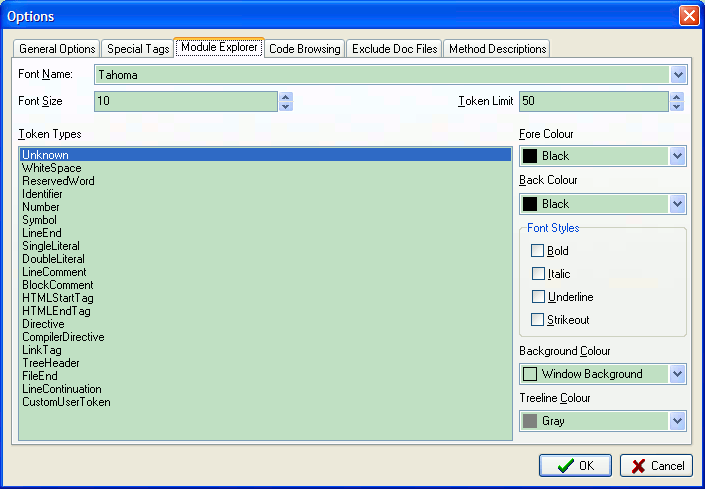 Options
General Options Special Tags Module Explorer Code Browsing Exclude Doc Files Method Descriptions
Font Name: Tahoma
Font Size 10 Token Limit 50
Token Types
Unknown
WhiteSpace
ReservedWord
Identifier
Number
Symbol
LineEnd
SingleLiteral
DoubleLiteral
LineComment
BlockComment
HTMLStartTag
HTMLEndTag
Directive
CompilerDirective
LinkTag
TreeHeader
FileEnd
LineContinuation
CustomUserToken
Fore Colour
Black
Back Colour
Black
Font Styles
Bold
Italic
Underline
Strikeout
Background Colour
Window Background
Treeline Colour
Gray
OK Cancel